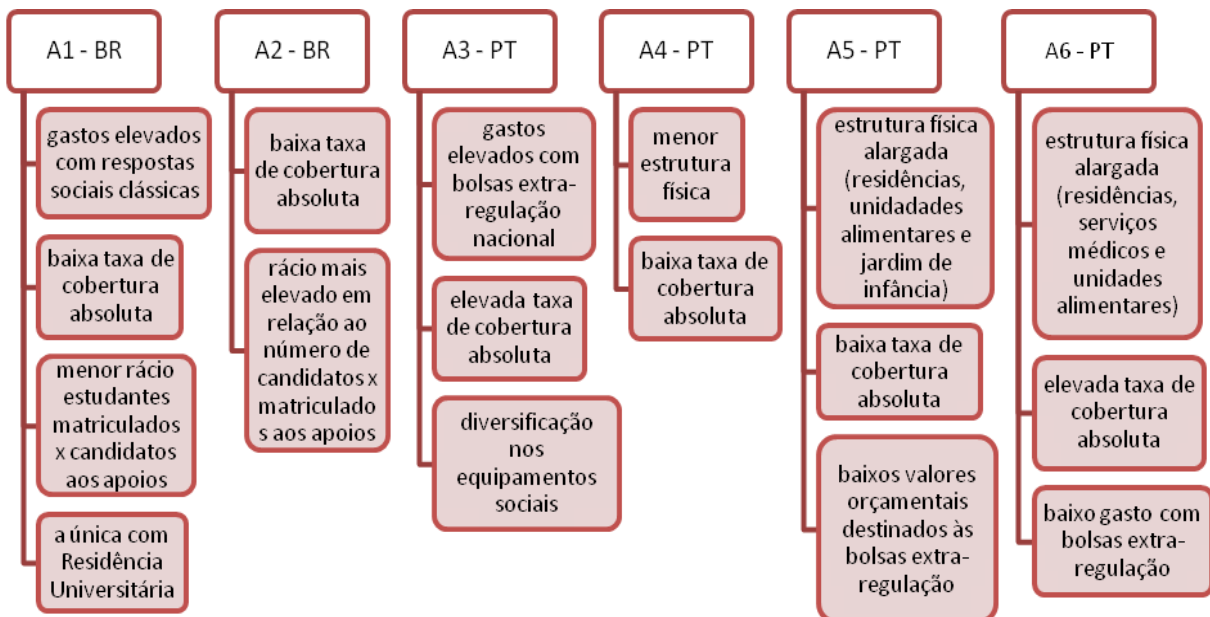 A1 - BR
gastos elevados
com respostas
sociais clássicas
baixa taxa de
cobertura
absoluta
menor rácio
estudantes
matriculados
x candidatos
aos apoios
a única com
Residência
Universitária
A2 - BR
baixa taxa
de cobertura
absoluta
rácio mais
elevado em
relação ao
número de
candidatos x
matriculado
s aos apoios
A3 - PT
gastos
elevados com
bolsas extra-
regulação
nacional
elevada taxa
de cobertura
absoluta
diversificação
nos
equipamentos
sociais
A4 - PT
menor
estrutura
física
baixa taxa de
cobertura
absoluta
A5 - PT
estrutura física
alargada
(residências,
unidadades
alimentares e
jardim de
infância)
baixa taxa de
cobertura
absoluta
baixos valores
orçamentais
destinados às
bolsas extra-
regulação
A6 - PT
estrutura física
alargada
(residências,
serviços
médicos e
unidades
alimentares)
elevada taxa de
cobertura
absoluta
baixo gasto com
bolsas extra-
regulação